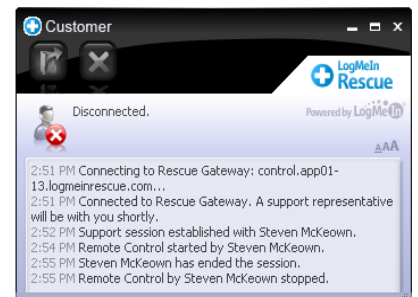 Customer
LogMeIn
Rescue
Disconnected.
Powered by LogMeIn
AAA
2:51 PM Connecting to Rescue Gateway: control.app01-
13.logmeinrescue.com...
2:51 PM Connected to Rescue Gateway. A support representative
will be with you shortly.
2:52 PM Support session established with Steven McKeown.
2:54 PM Remote Control started by Steven McKeown.
2:55 PM Steven McKeown has ended the session.
2:55 PM Remote Control by Steven McKeown stopped.